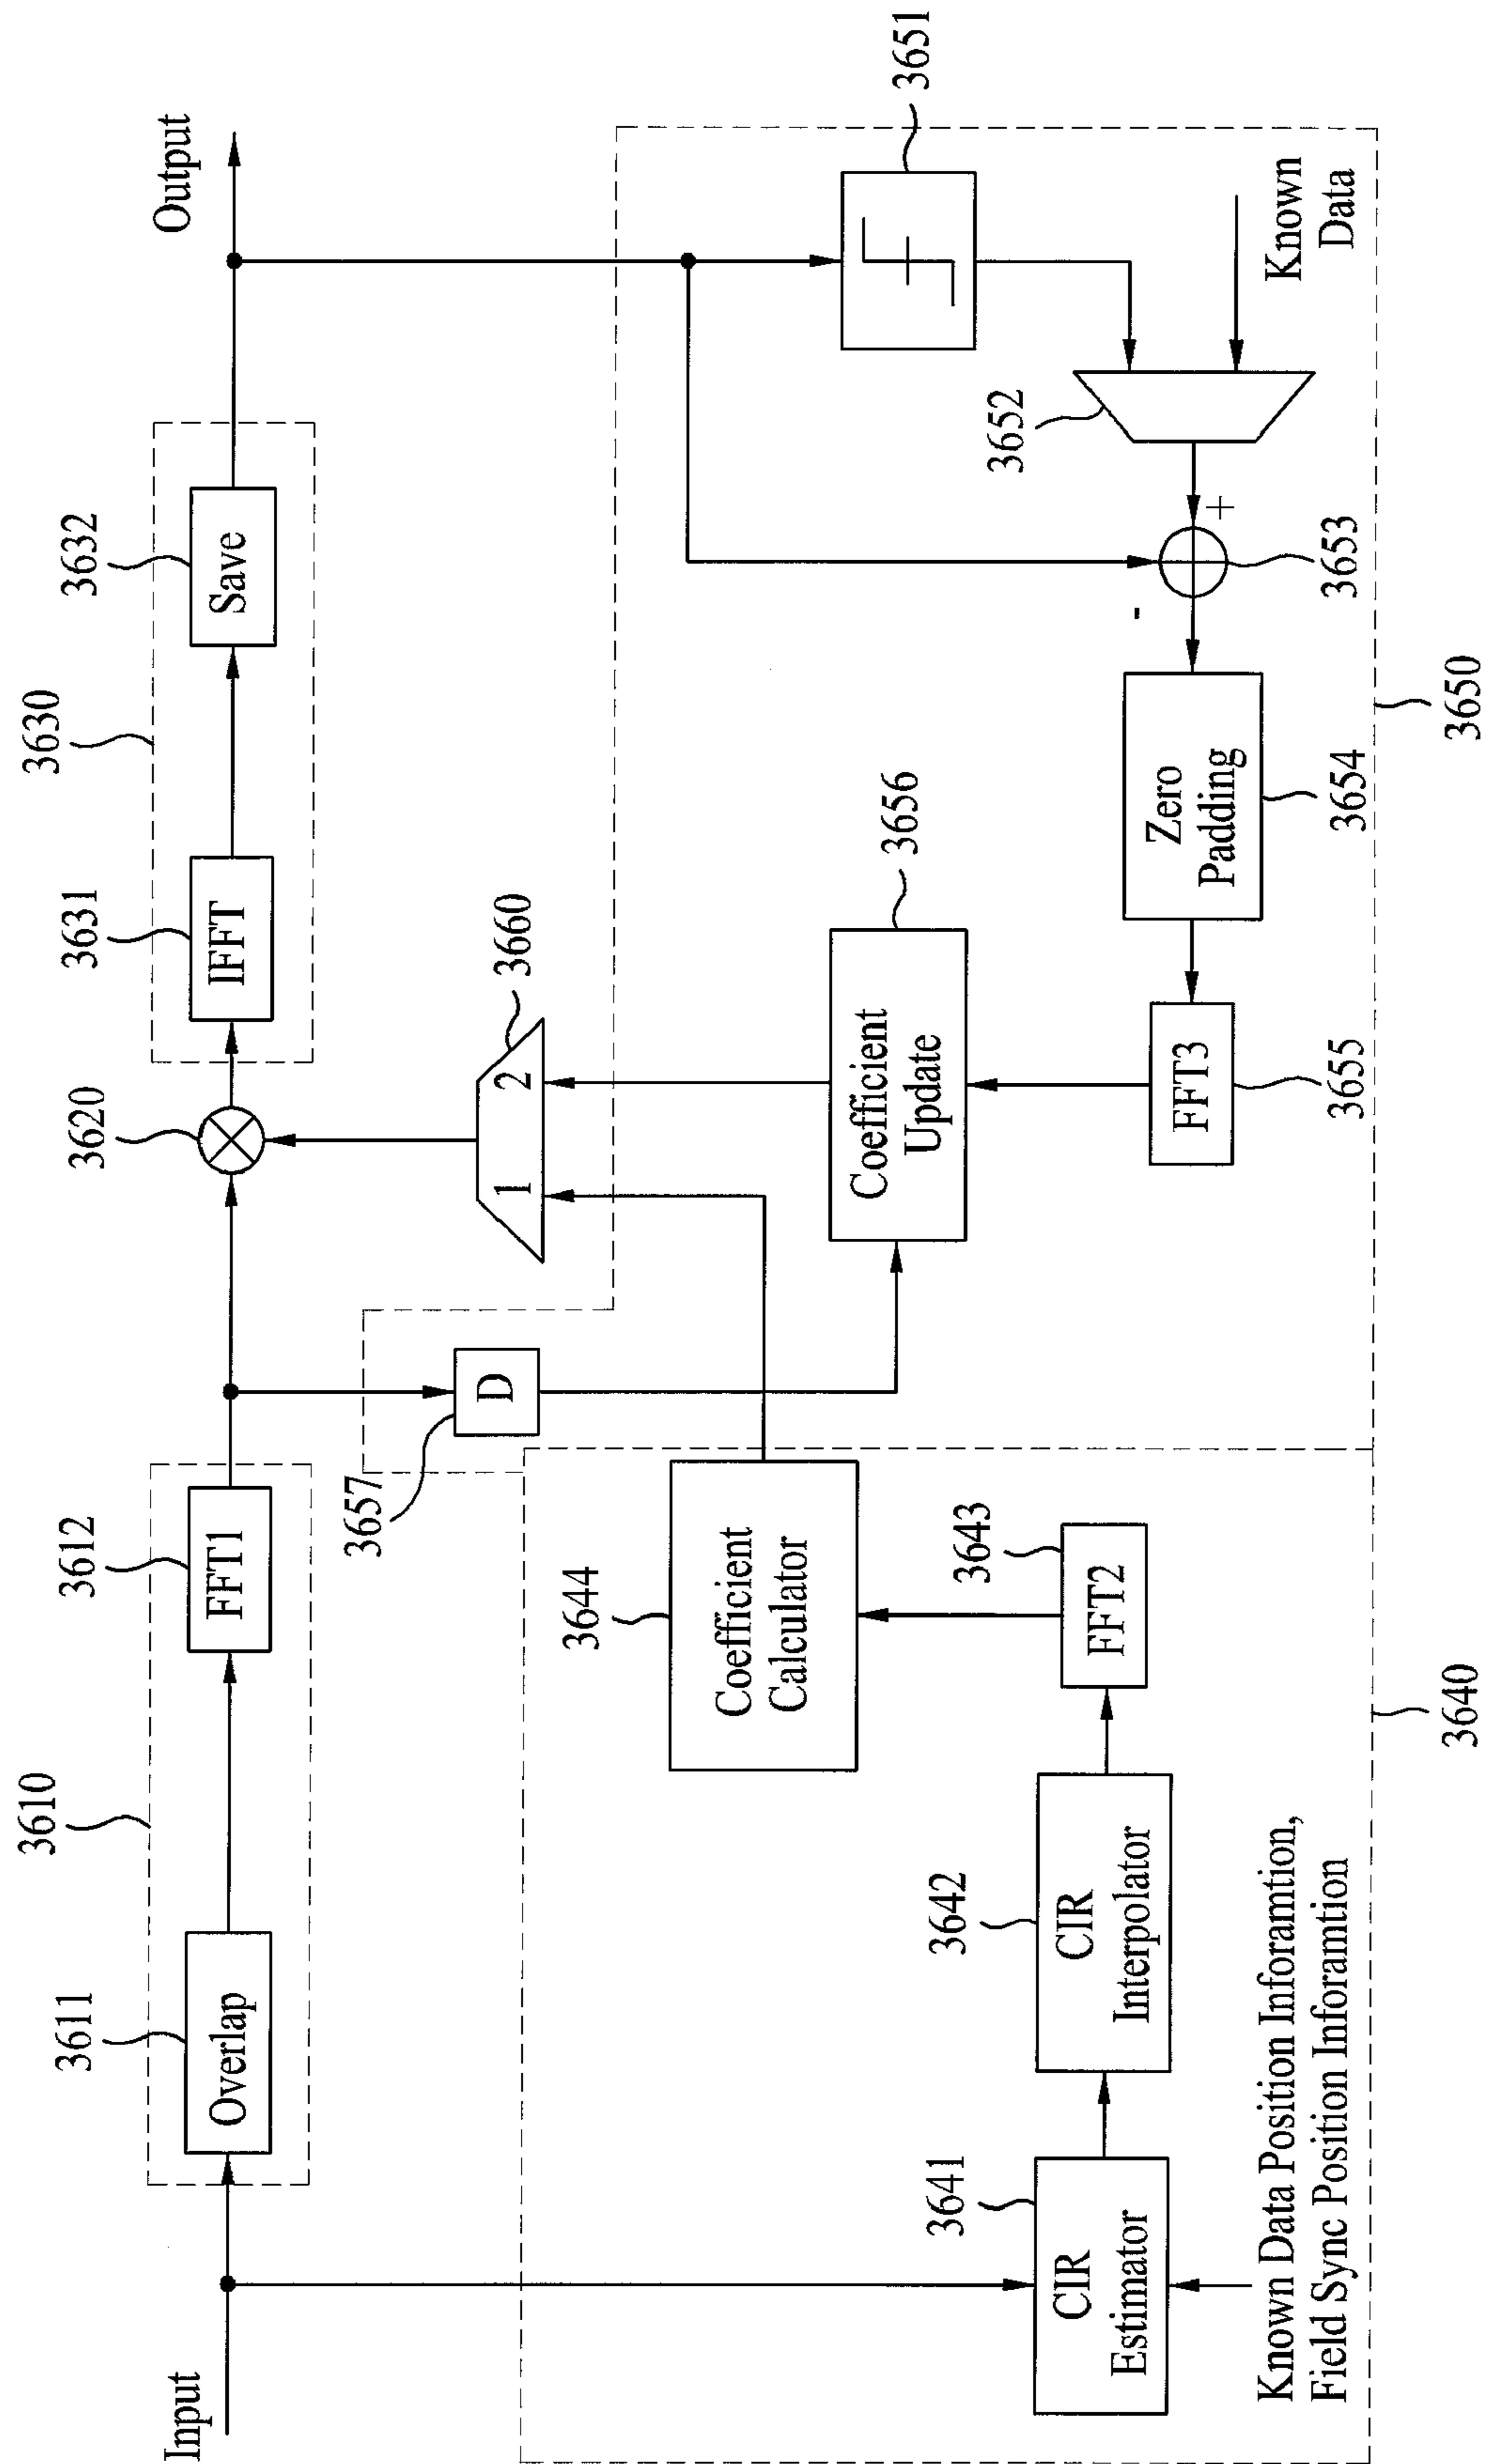 Input
3610
3611
Overlap
3612
FFT1
3620
3630
3631
IFFT
3632
Save
Output
3657
D
3660
1
2
3644
Coefficient
Calculator
3641
CIR
Estimator
3642
CIR
Interpolator
3643
FFT2
Known Data Position Inforamtion,
Field Sync Position Inforamtion
3640
3656
Coefficient
Update
3655
FFT3
3654
Zero
Padding
3653
+
-
3652
3651
Known
Data
3650